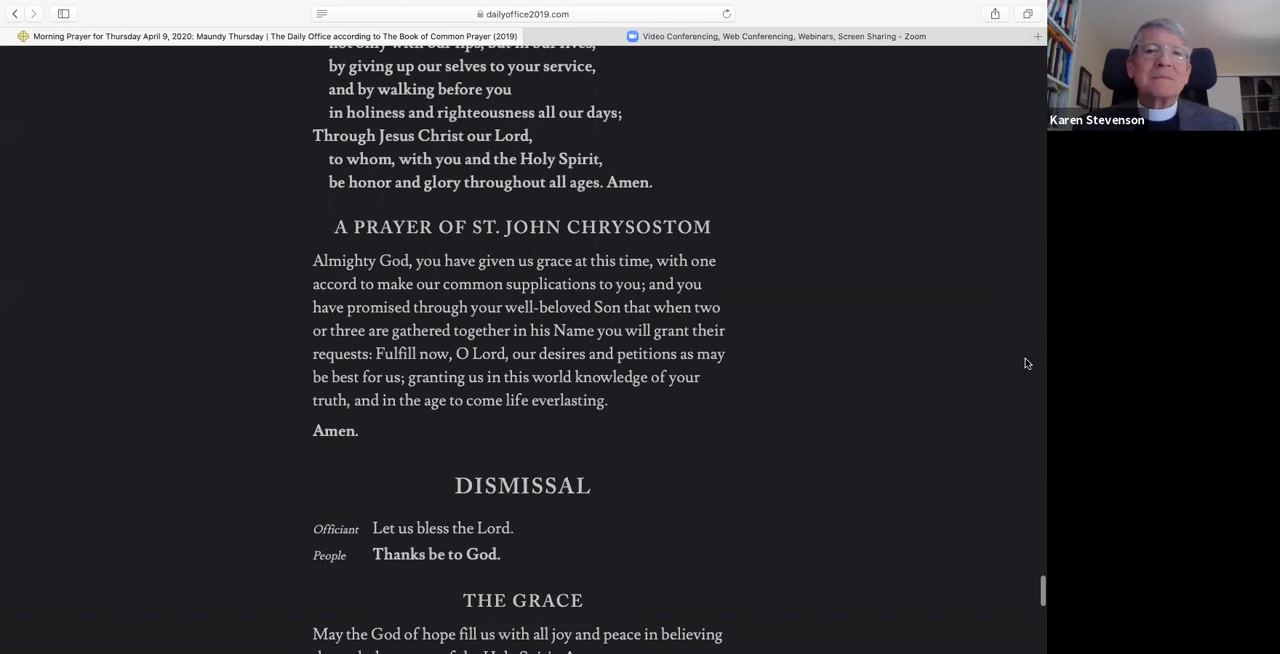 dailyoffice2019.com
Morning Prayer for Thursday April 9, 2020: Maundy Thursday | The Daily Office according to The Book of Common Prayer (2019)
Video Conferencing, Web Conferencing, Webinars, Screen Sharing - Zoom
not only with our lips, but in our lives,
by giving up our selves to your service,
and by walking before you
in holiness and righteousness all our days;
Through Jesus Christ our Lord,
to whom, with you and the Holy Spirit,
be honor and glory throughout all ages. Amen.
A PRAYER OF ST. JOHN CHRYSOSTOM
Almighty God, you have given us grace at this time, with one
accord to make our common supplications to you; and you
have promised through your well-beloved Son that when two
or three are gathered together in his Name you will grant their
requests: Fulfill now, O Lord, our desires and petitions as may
be best for us; granting us in this world knowledge of your
truth, and in the age to come life everlasting.
Amen.
DISMISSAL
Officiant Let us bless the Lord.
People Thanks be to God.
THE GRACE
May the God of hope fill us with all joy and peace in believing
Karen Stevenson